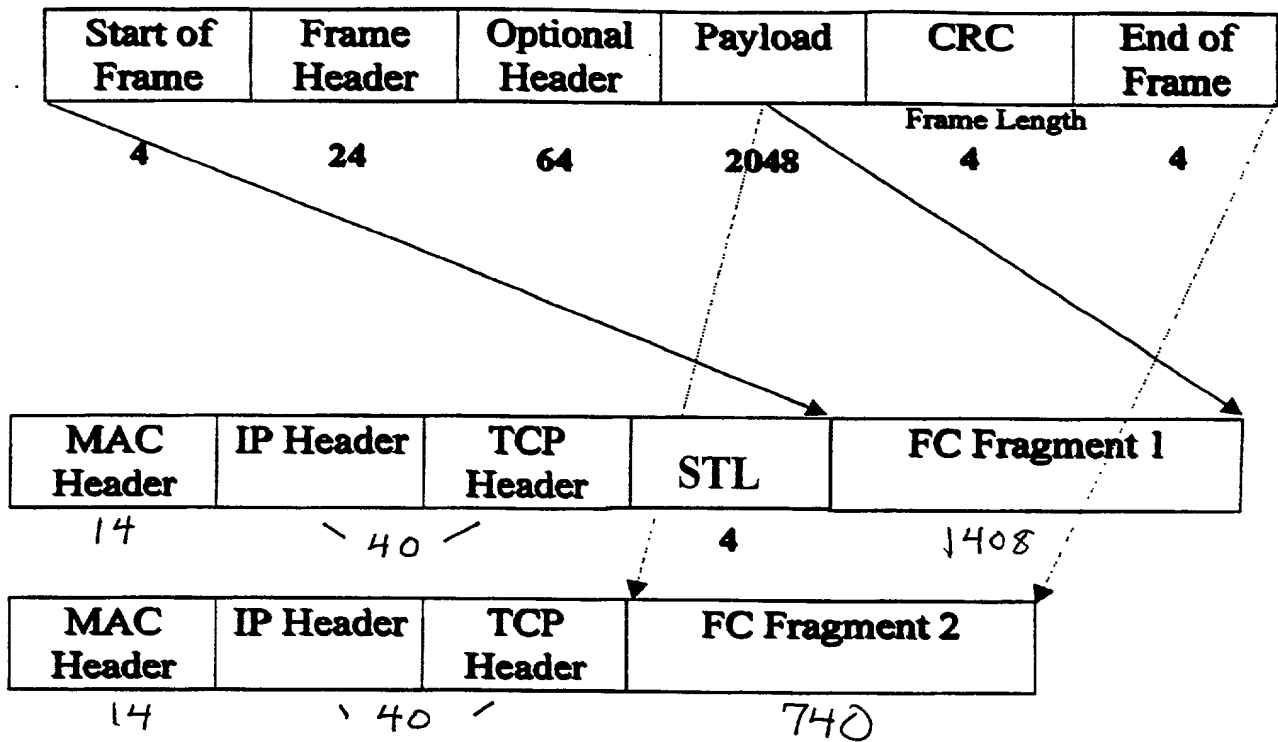 Start of Frame Optional Payload CRC End of
Frame Header Header Frame
Frame Length
4 24 64 2048 4 4
MAC IP Header TCP STL FC Fragment 1
Header Header
14 40 4 1408
MAC IP Header TCP FC Fragment 2
Header Header
14 40 740